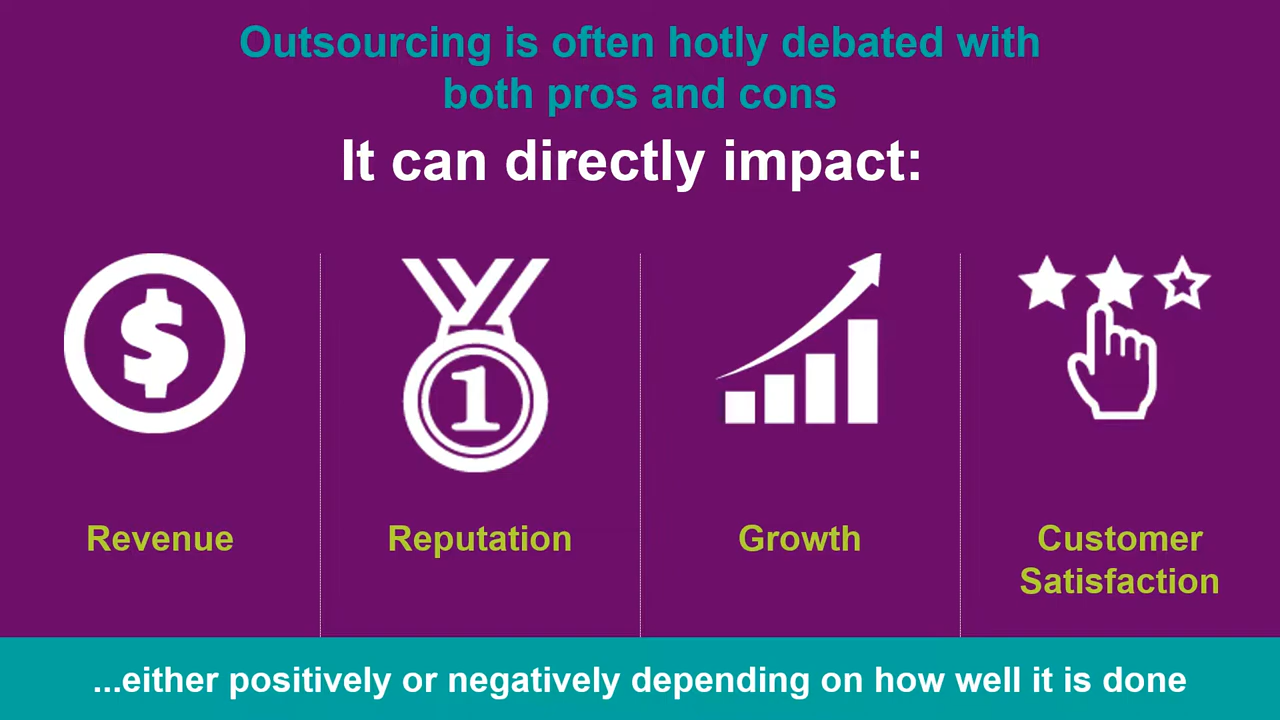 Outsourcing is often hotly debated with
both pros and cons
It can directly impact:
$
1
Revenue
Reputation
Growth
Customer
Satisfaction
...either positively or negatively depending on how well it is done